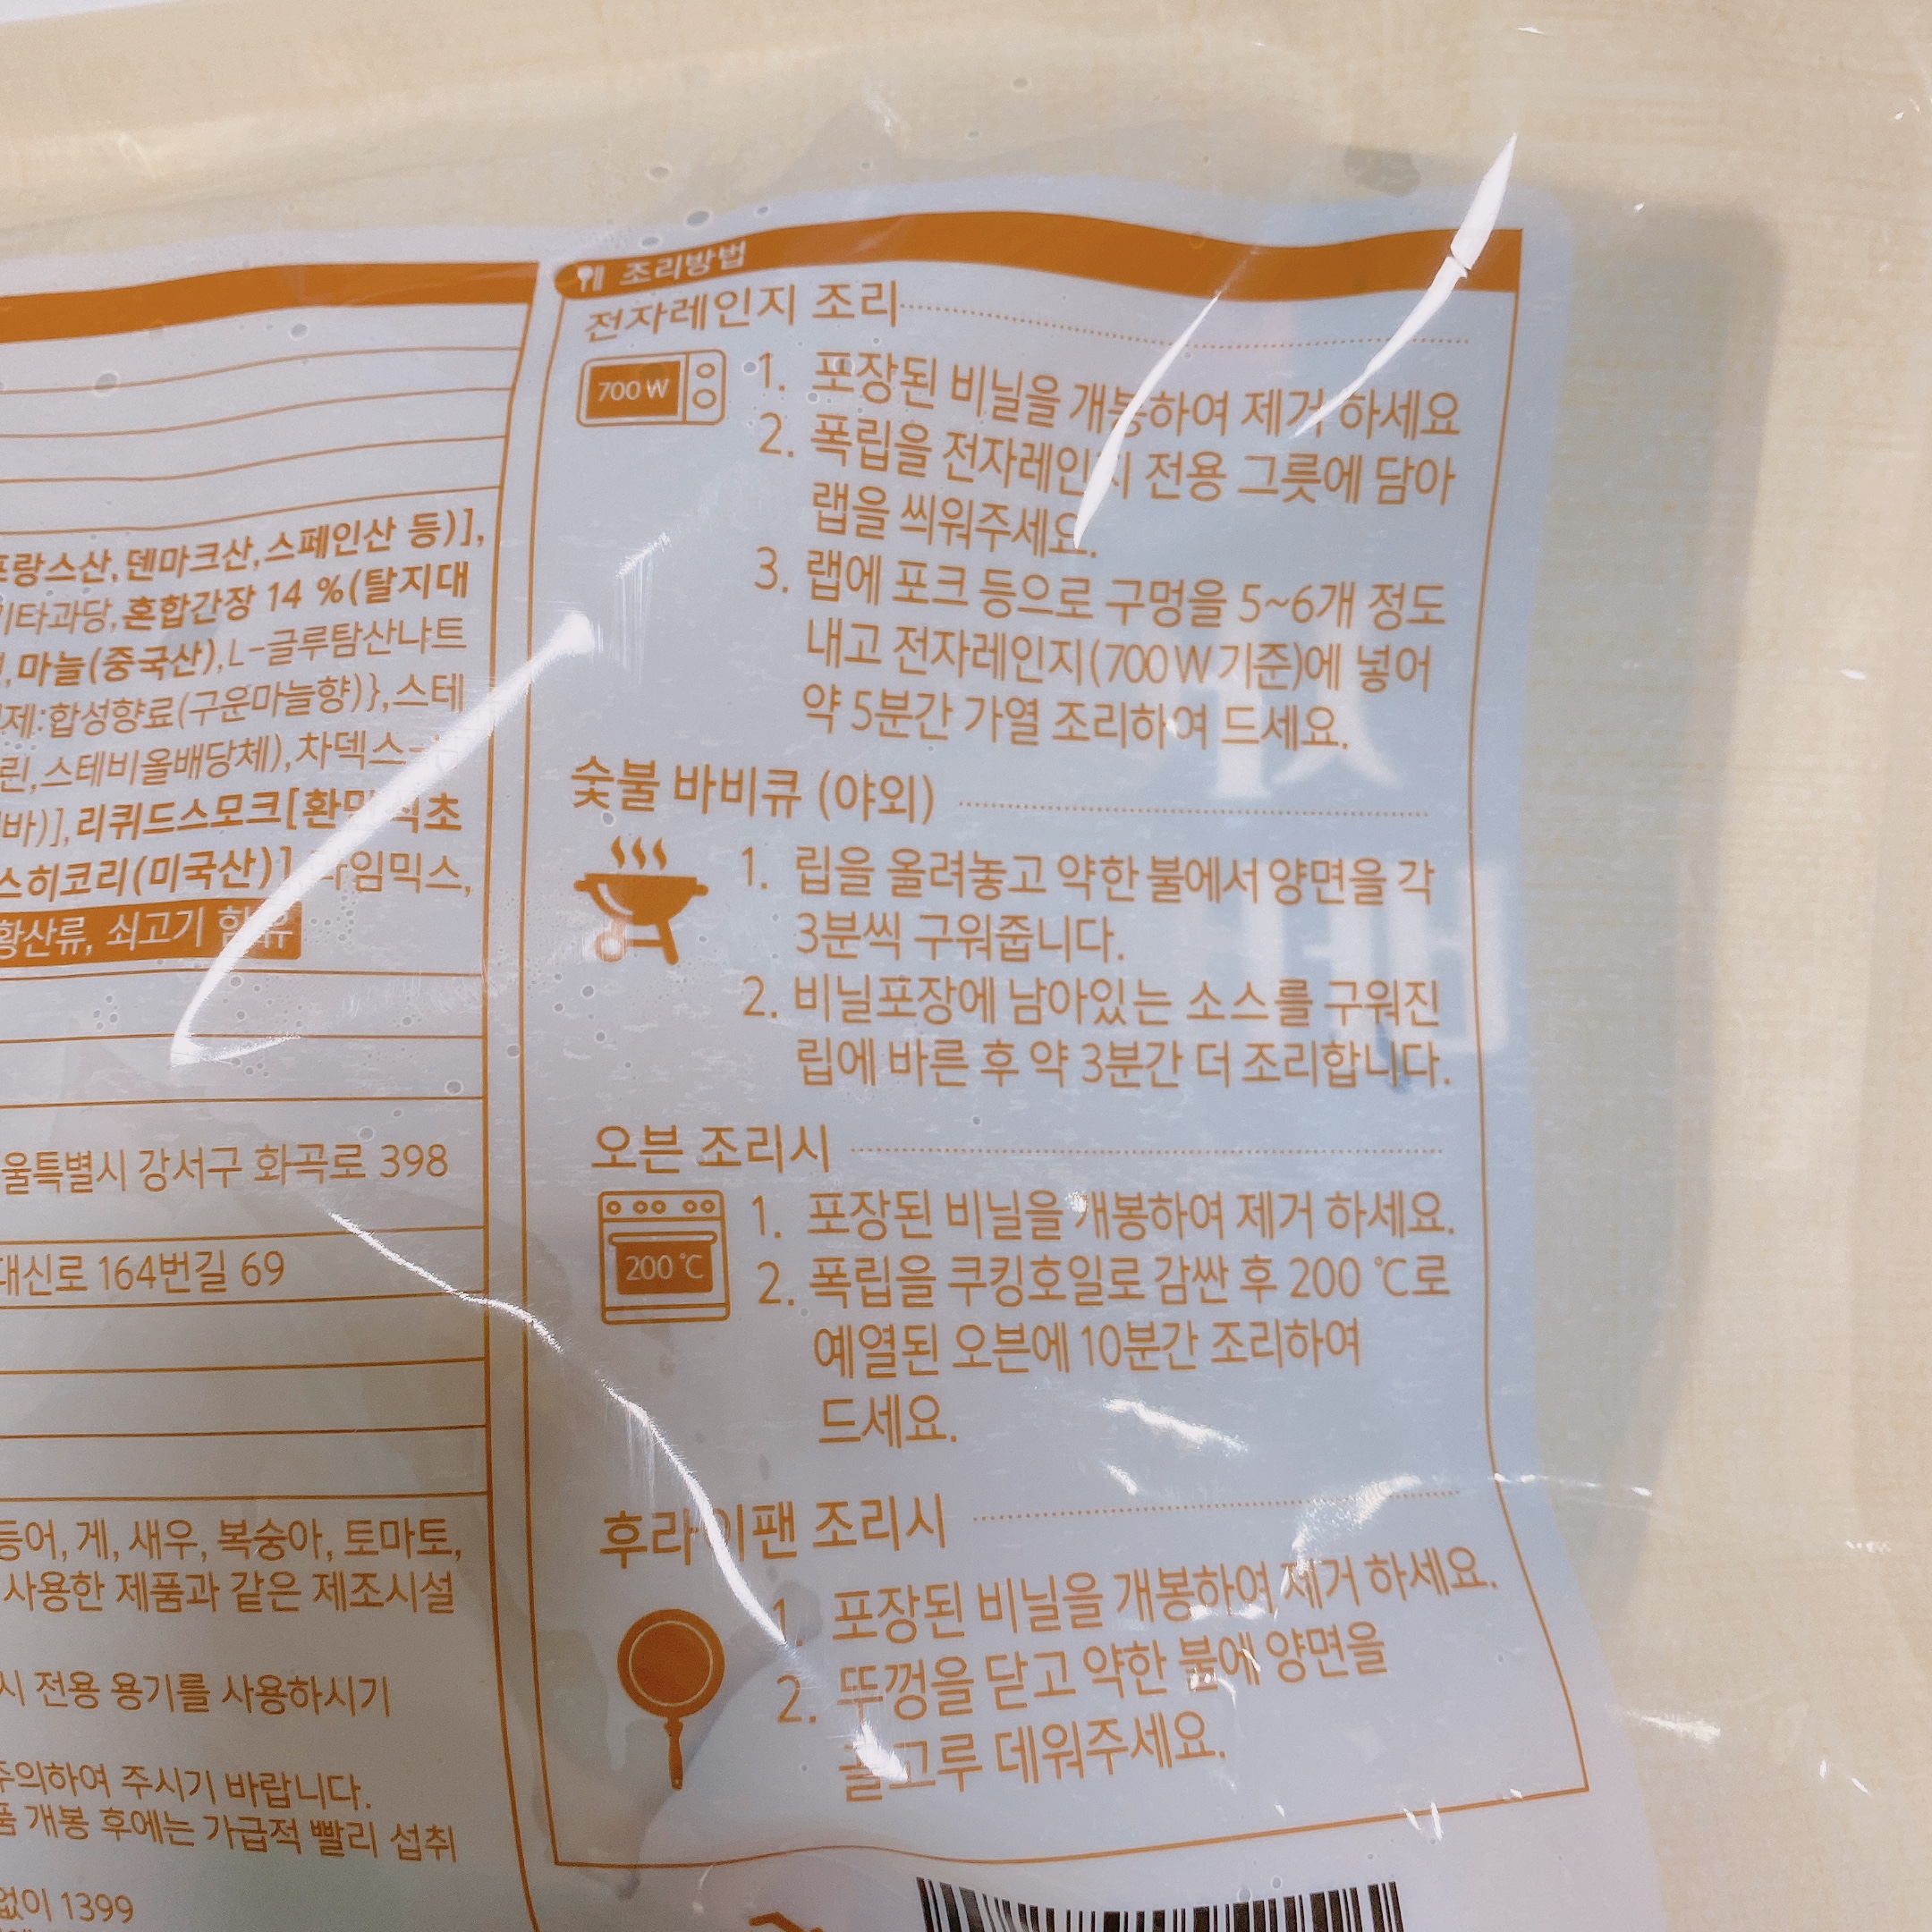 프랑스산, 덴마크산, 스페인산 등)],
기타과당, 혼합간장 14 %(탈지대
마늘(중국산), L-글루탐산나트
제:합성향료(구운마늘향)}, 스테
린, 스테비올배당체), 차덱스
바)], 리퀴드스모크[환 식초
스히코리(미국산)] 타임믹스,
황산류, 쇠고기 함유
울특별시 강서구 화곡로 398
대신로 164번길 69
등어, 게, 새우, 복숭아, 토마토,
사용한 제품과 같은 제조시설
시 전용 용기를 사용하시기
주의하여 주시기 바랍니다.
품 개봉 후에는 가급적 빨리 섭취
없이 1399
조리방법
전자레인지 조리
700 W
1. 포장된 비닐을 개봉하여 제거 하세요
2. 폭립을 전자레인지 전용 그릇에 담아
랩을 씌워주세요.
3. 랩에 포크 등으로 구멍을 5~6개 정도
내고 전자레인지(700 W 기준)에 넣어
약 5분간 가열 조리하여 드세요.
숯불 바비큐 (야외)
1. 립을 올려놓고 약한 불에서 양면을 각
3분씩 구워줍니다.
2. 비닐포장에 남아있는 소스를 구워진
립에 바른 후 약 3분간 더 조리합니다.
오븐 조리시
200 ℃
1. 포장된 비닐을 개봉하여 제거 하세요.
2. 폭립을 쿠킹호일로 감싼 후 200 ℃로
예열된 오븐에 10분간 조리하여
드세요.
후라이팬 조리시
1. 포장된 비닐을 개봉하여 제거 하세요.
2. 뚜껑을 닫고 약한 불에 양면을
골고루 데워주세요.